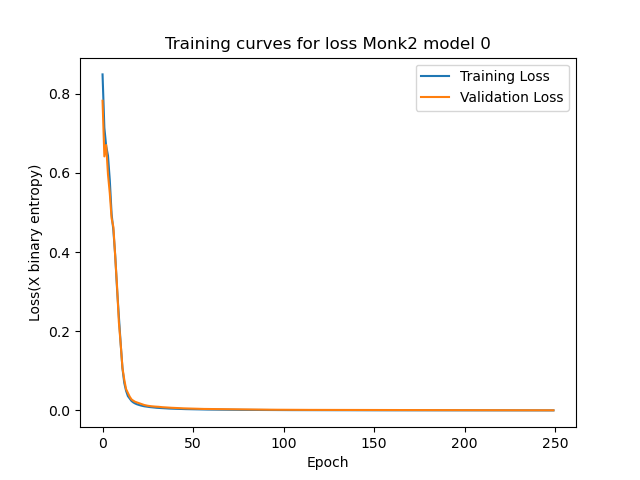 Training curves for loss Monk2 model 0
Training Loss
Validation Loss
Loss(X binary entropy)
0.8
0.6
0.4
0.2
0.0
0 50 100 150 200 250
Epoch